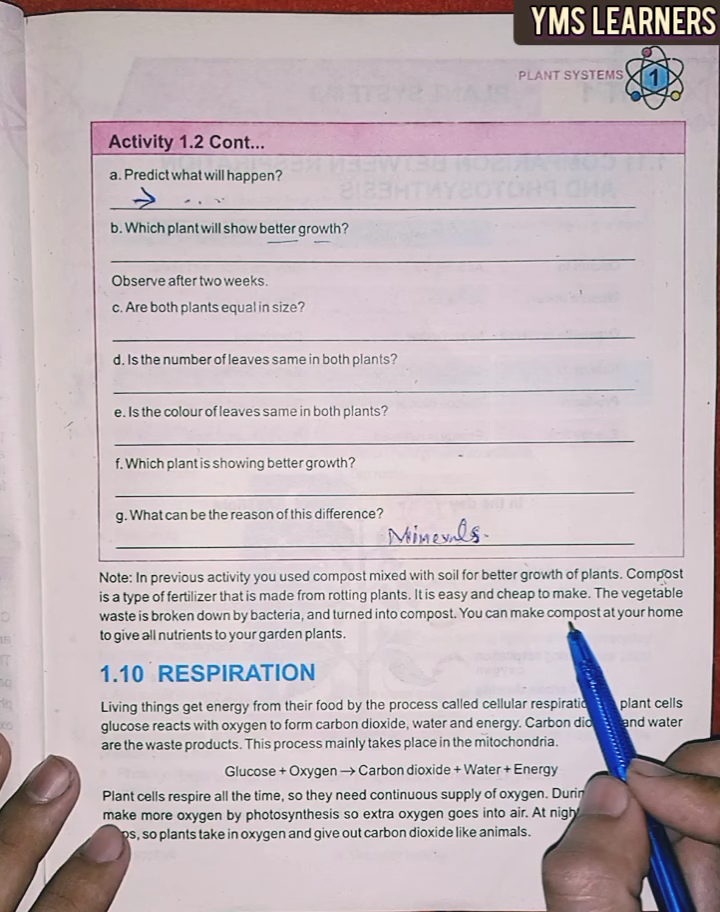 YMS LEARNERS
PLANT SYSTEMS 1
Activity 1.2 Cont...
a. Predict what will happen?
b. Which plant will show better growth?
Observe after two weeks.
c. Are both plants equal in size?
d. Is the number of leaves same in both plants?
e. Is the colour of leaves same in both plants?
f. Which plant is showing better growth?
g. What can be the reason of this difference?
Minerals.
Note: In previous activity you used compost mixed with soil for better growth of plants. Compost
is a type of fertilizer that is made from rotting plants. It is easy and cheap to make. The vegetable
waste is broken down by bacteria, and turned into compost. You can make compost at your home
to give all nutrients to your garden plants.
1.10 RESPIRATION
Living things get energy from their food by the process called cellular plant cells
glucose reacts with oxygen to form carbon dioxide, water and energy. Carbon and water
are the waste products. This process mainly takes place in the mitochondria.
Glucose + Oxygen → Carbon dioxide + Water + Energy
Plant cells respire all the time, so they need continuous supply of oxygen.
make more oxygen by photosynthesis so extra oxygen goes into air. At
so plants take in oxygen and give out carbon dioxide like animals.